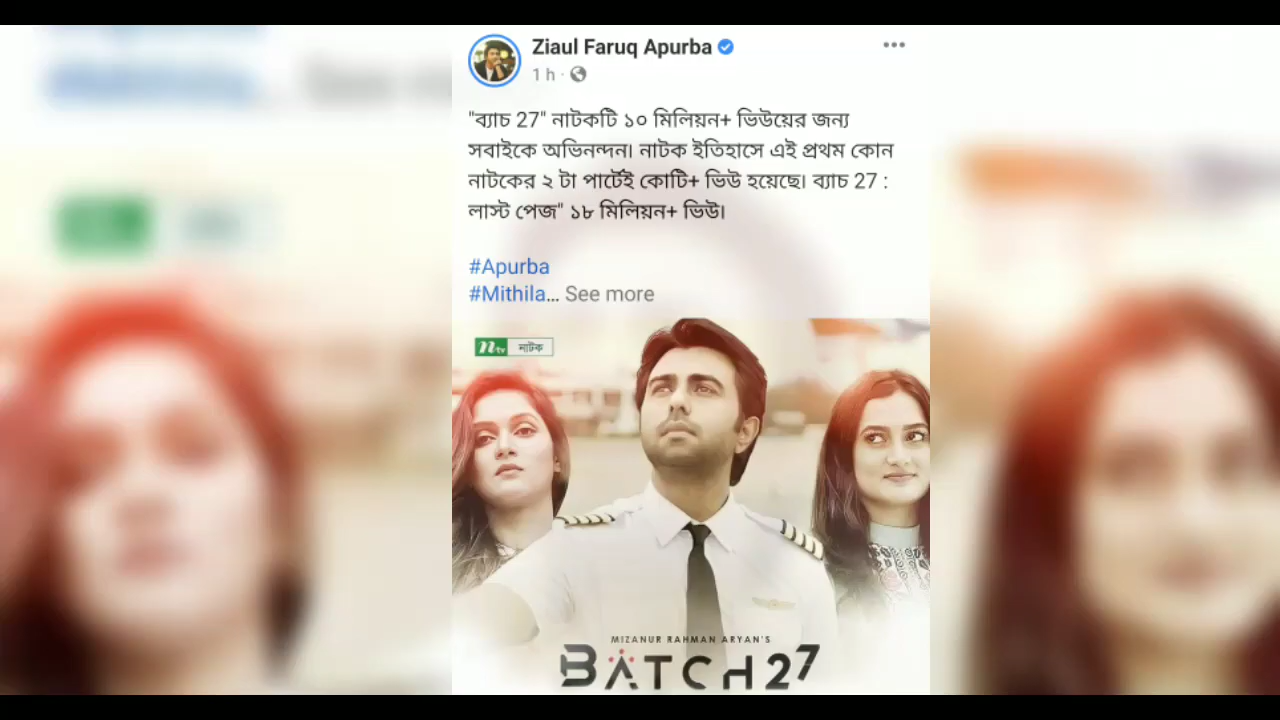 Ziaul Faruq Apurba
1 h ·
"ব্যাচ 27" নাটকটি ১০ মিলিয়ন+ ভিউয়ের জন্য
সবাইকে অভিনন্দন। নাটক ইতিহাসে এই প্রথম কোন
নাটকের ২ টা পার্টেই কোটি+ ভিউ হয়েছে। ব্যাচ 27 :
লাস্ট পেজ" ১৮ মিলিয়ন+ ভিউ।
#Apurba
#Mithila... See more
ntv নাটক
MIZANUR RAHMAN ARYAN'S
BATCH 27